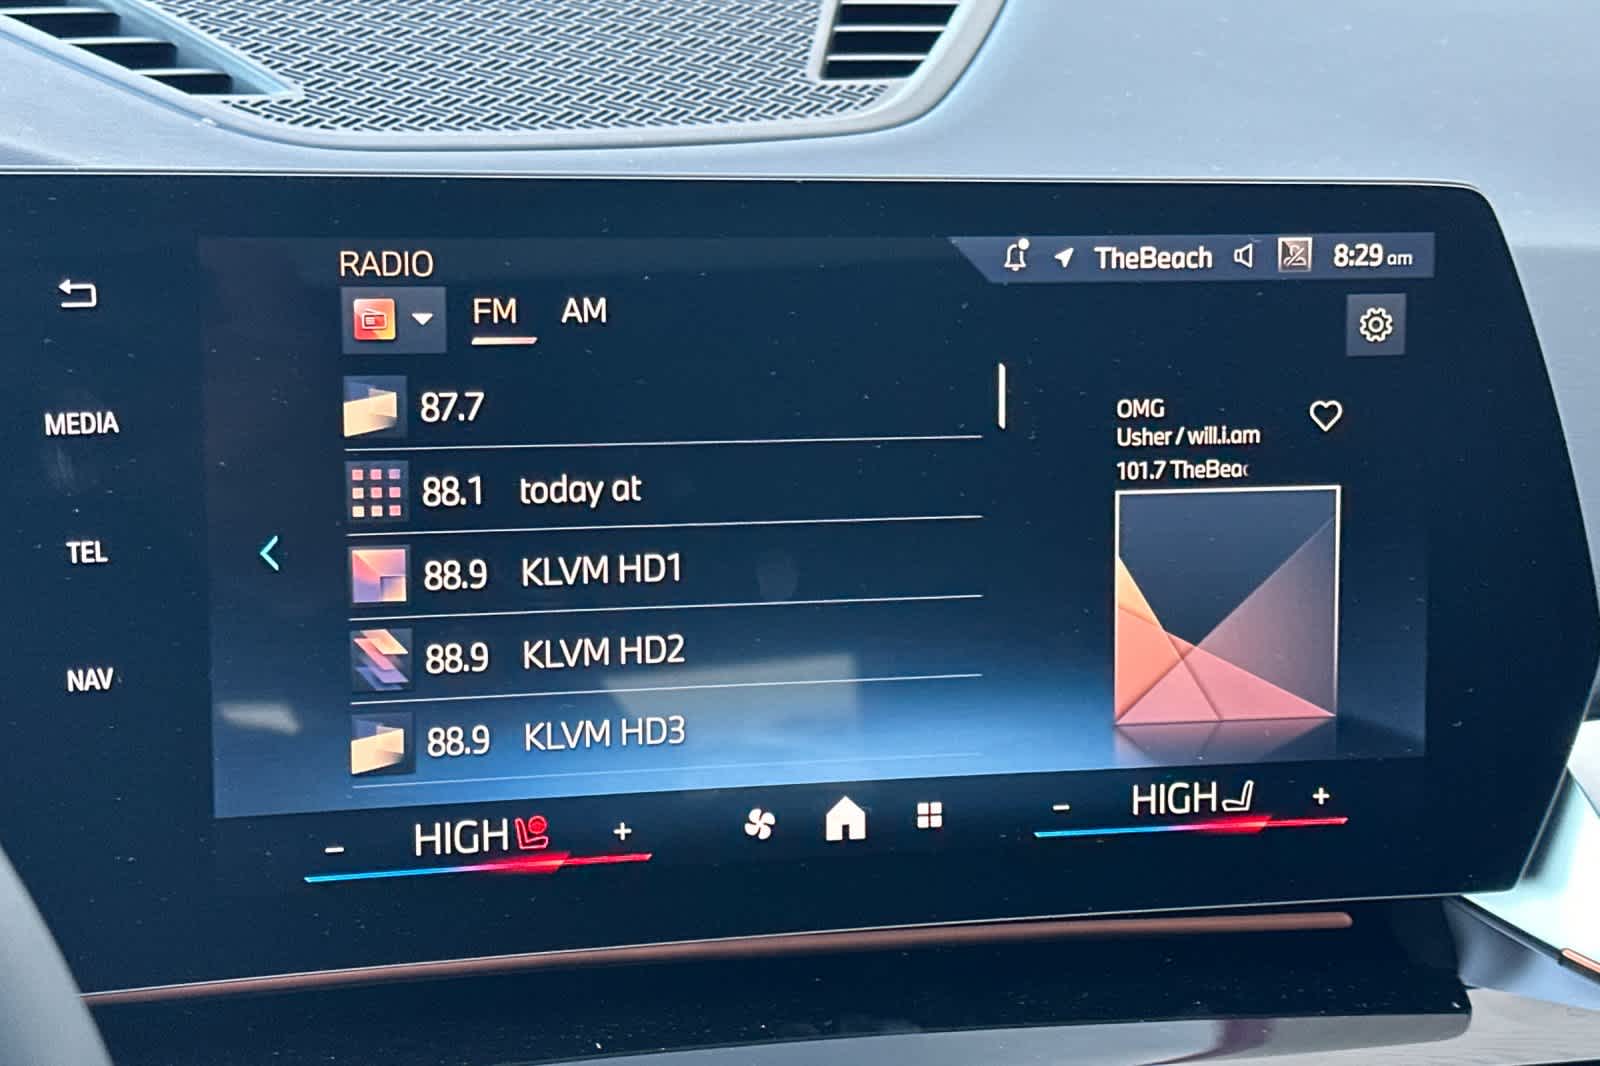 RADIO
TheBeach 8:29 am
FM AM
87.7
88.1 today at
88.9 KLVM HD1
88.9 KLVM HD2
88.9 KLVM HD3
OMG
Usher / will.i.am
101.7 TheBeac
MEDIA
TEL
NAV
- HIGH +
- HIGH +